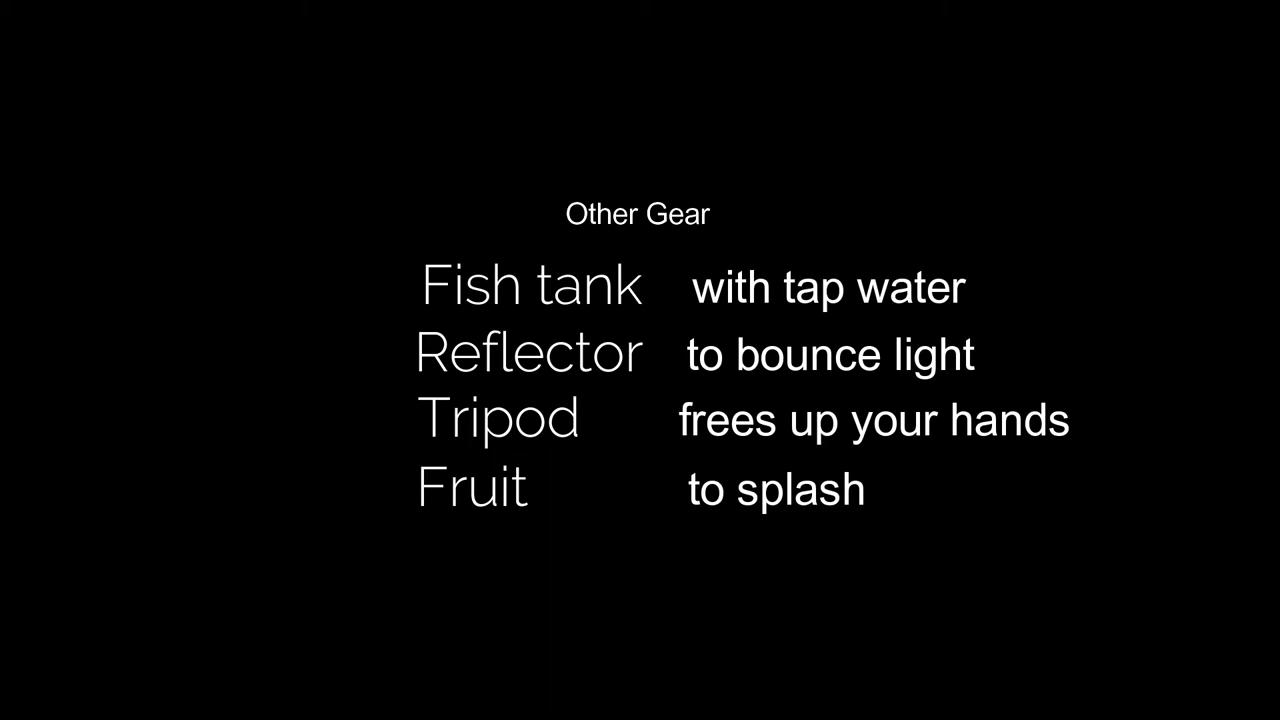 Other Gear
Fish tank with tap water
Reflector to bounce light
Tripod frees up your hands
Fruit to splash